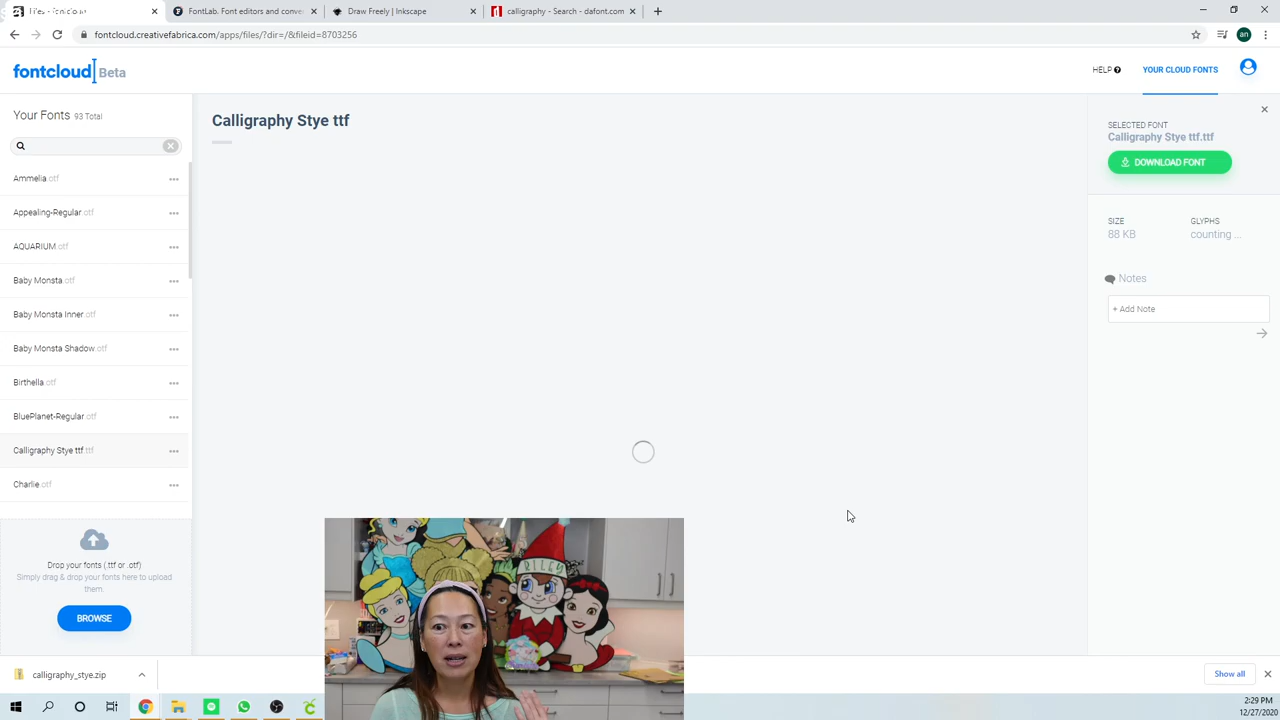 FontLab. Font editors and conve
Draw Freely | Inkscape
calligraphy - Search - dafont.com
fontcloud.creativefabrica.com/apps/files/?dir=/&fileid=8703256
an
fontcloud Beta
HELP ?
YOUR CLOUD FONTS
Your Fonts 93 Total
Ammelia.otf
Appealing-Regular.otf
AQUARIUM.otf
Baby Monsta.otf
Baby Monsta Inner.otf
Baby Monsta Shadow.otf
Birthella.otf
BluePlanet-Regular.otf
Calligraphy Stye ttf.ttf
Charlie.otf
Drop your fonts (.ttf or .otf)
Simply drag & drop your fonts here to upload
them.
BROWSE
Calligraphy Stye ttf
SELECTED FONT
Calligraphy Stye ttf.ttf
DOWNLOAD FONT
SIZE
88 KB
GLYPHS
counting ...
Notes
+ Add Note
RILEY
calligraphy_stye.zip
Show all
2:29 PM
12/27/2020